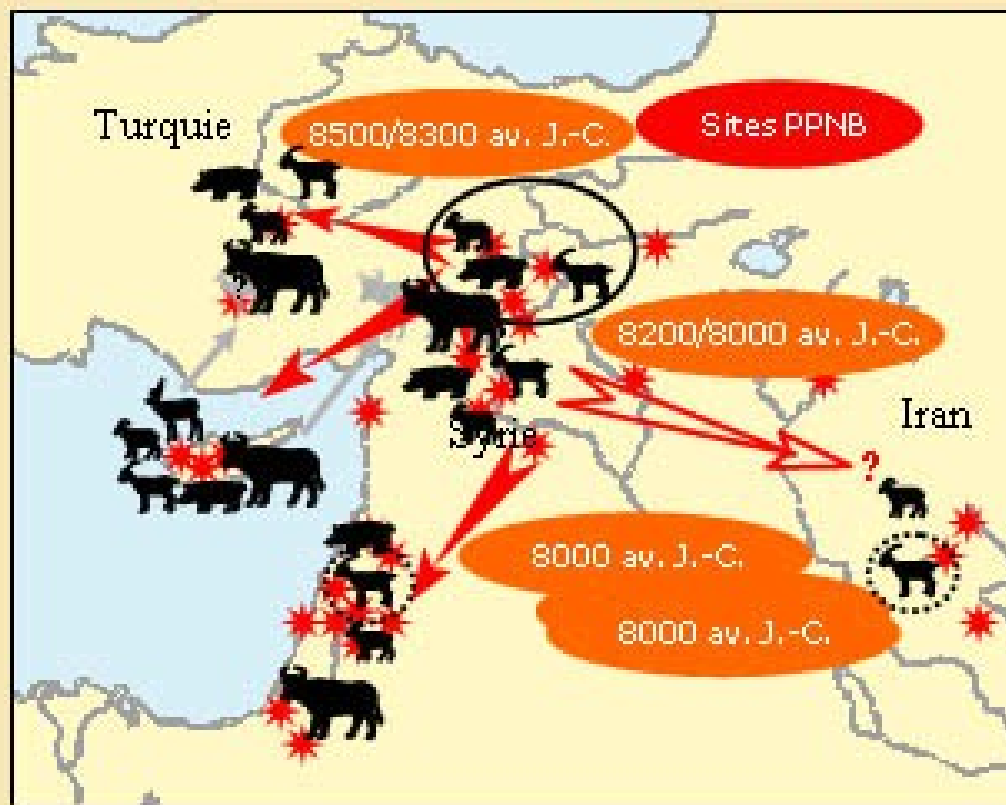 Turquie
8500/8300 av. J.-C.
Sites PPNB
?
8200/8000 av. J.-C.
Iran
Syrie
?
8000 av. J.-C.
8000 av. J.-C.